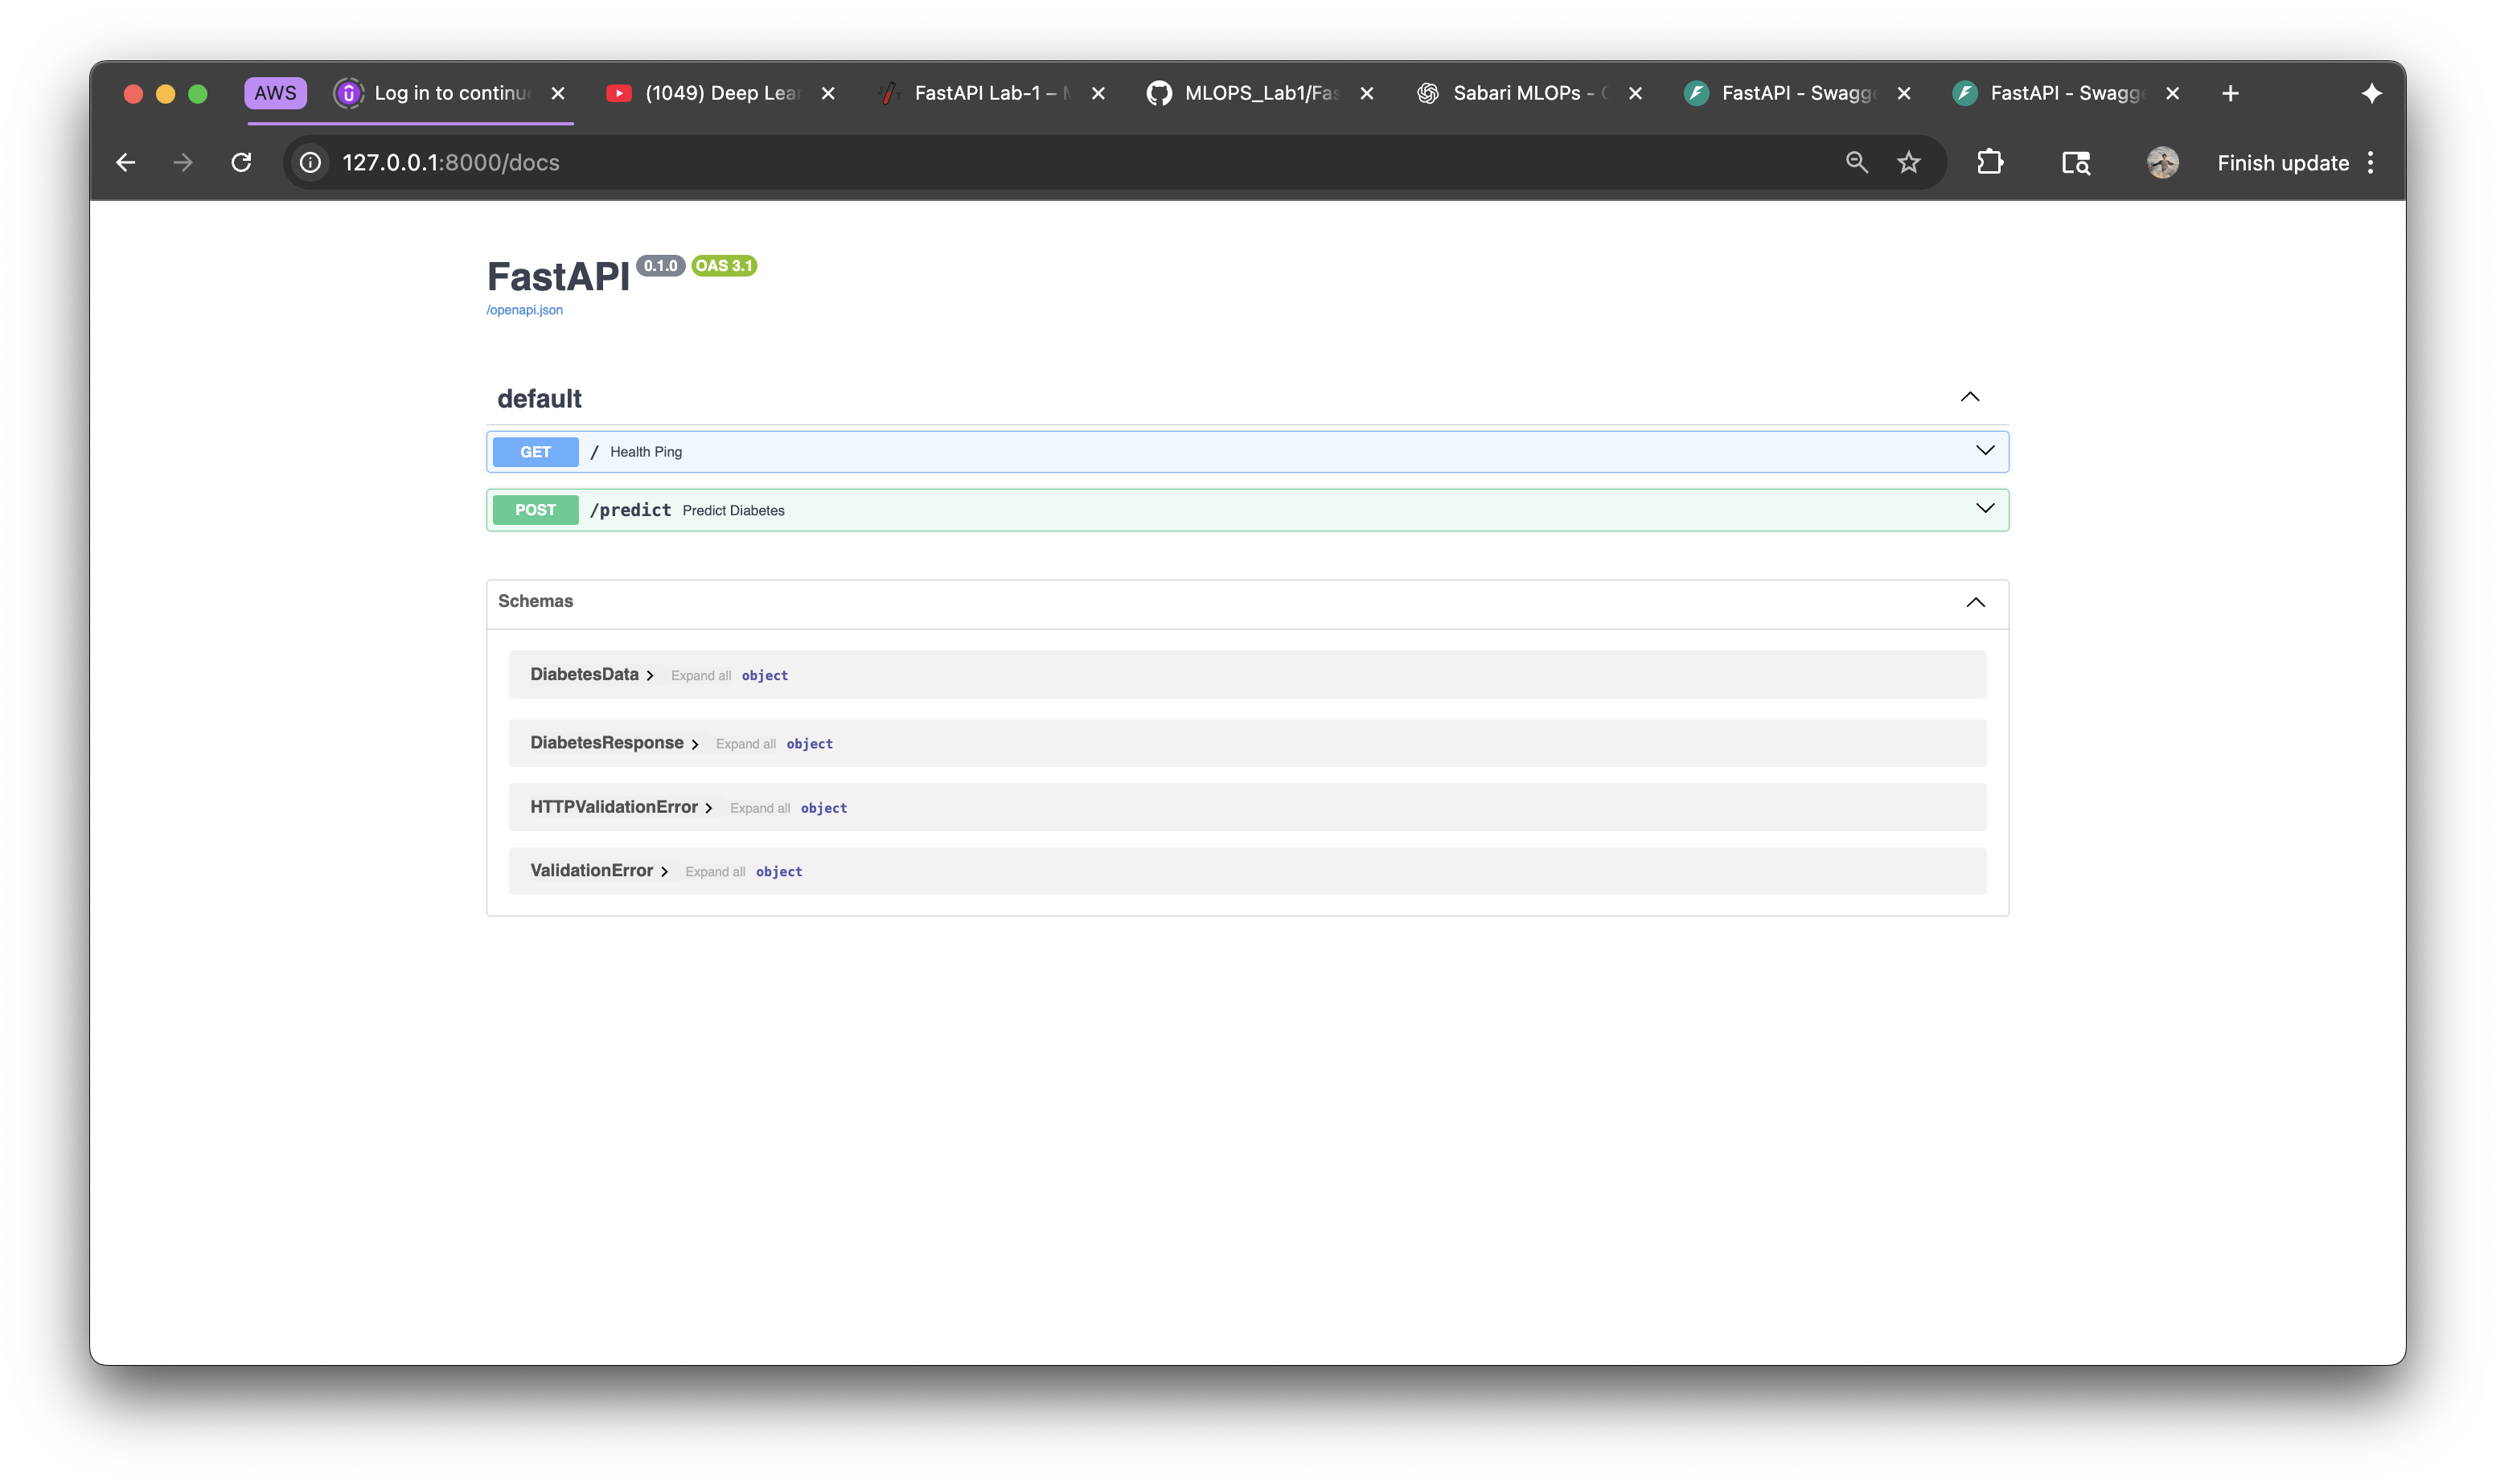 AWS Log in to continu (1049) Deep Lear FastAPI Lab-1 – MLOPS_Lab1/Fas Sabari MLOPs - FastAPI - Swagg FastAPI - Swagg
127.0.0.1:8000/docs Finish update
FastAPI 0.1.0 OAS 3.1
/openapi.json
default
GET / Health Ping
POST /predict Predict Diabetes
Schemas
DiabetesData Expand all object
DiabetesResponse Expand all object
HTTPValidationError Expand all object
ValidationError Expand all object